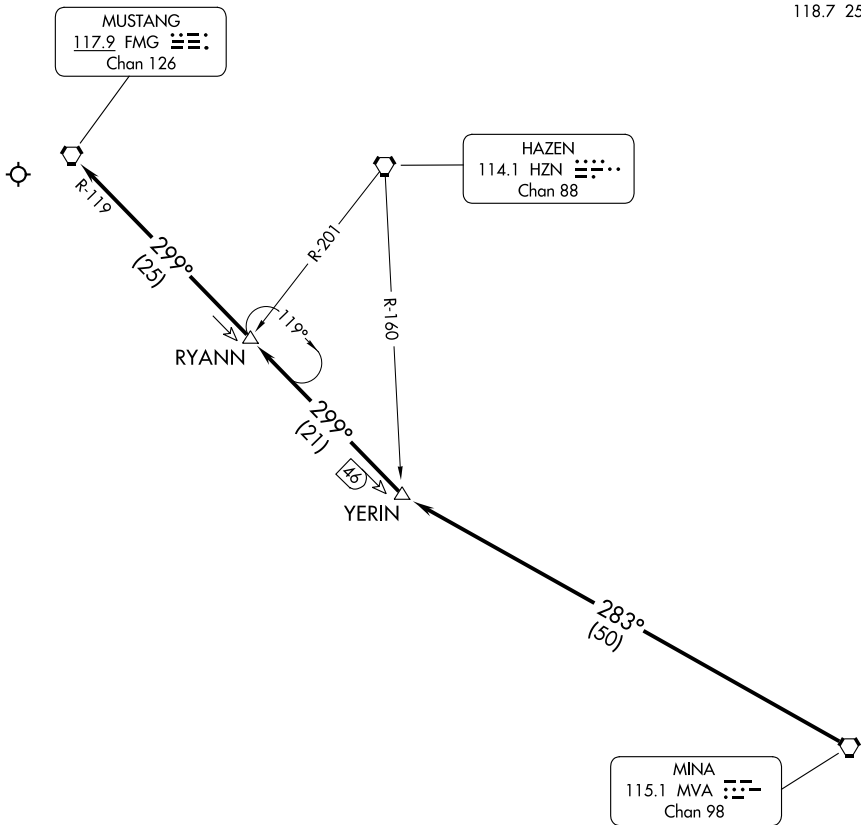 118.7 25
MUSTANG
117.9 FMG
Chan 126
HAZEN
114.1 HZN
Chan 88
R-119
299°
(25)
R-201
R-160
119°
RYANN
299°
(21)
46
YERIN
283°
(50)
MINA
115.1 MVA
Chan 98